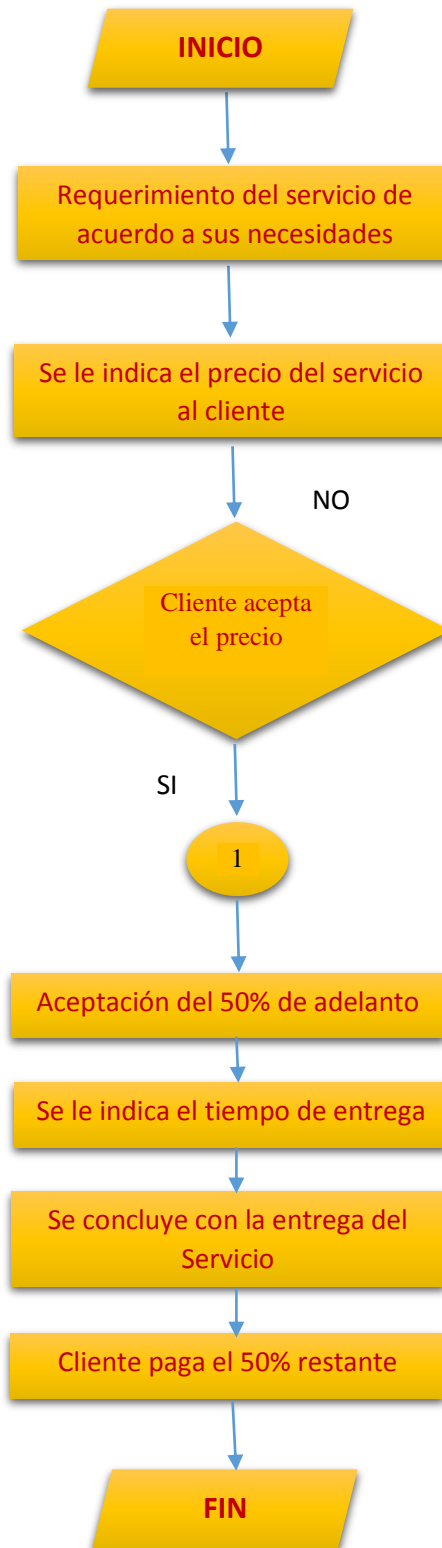 INICIO
Requerimiento del servicio de
acuerdo a sus necesidades
Se le indica el precio del servicio
al cliente
NO
Cliente acepta
el precio
SI
1
Aceptación del 50% de adelanto
Se le indica el tiempo de entrega
Se concluye con la entrega del
Servicio
Cliente paga el 50% restante
FIN